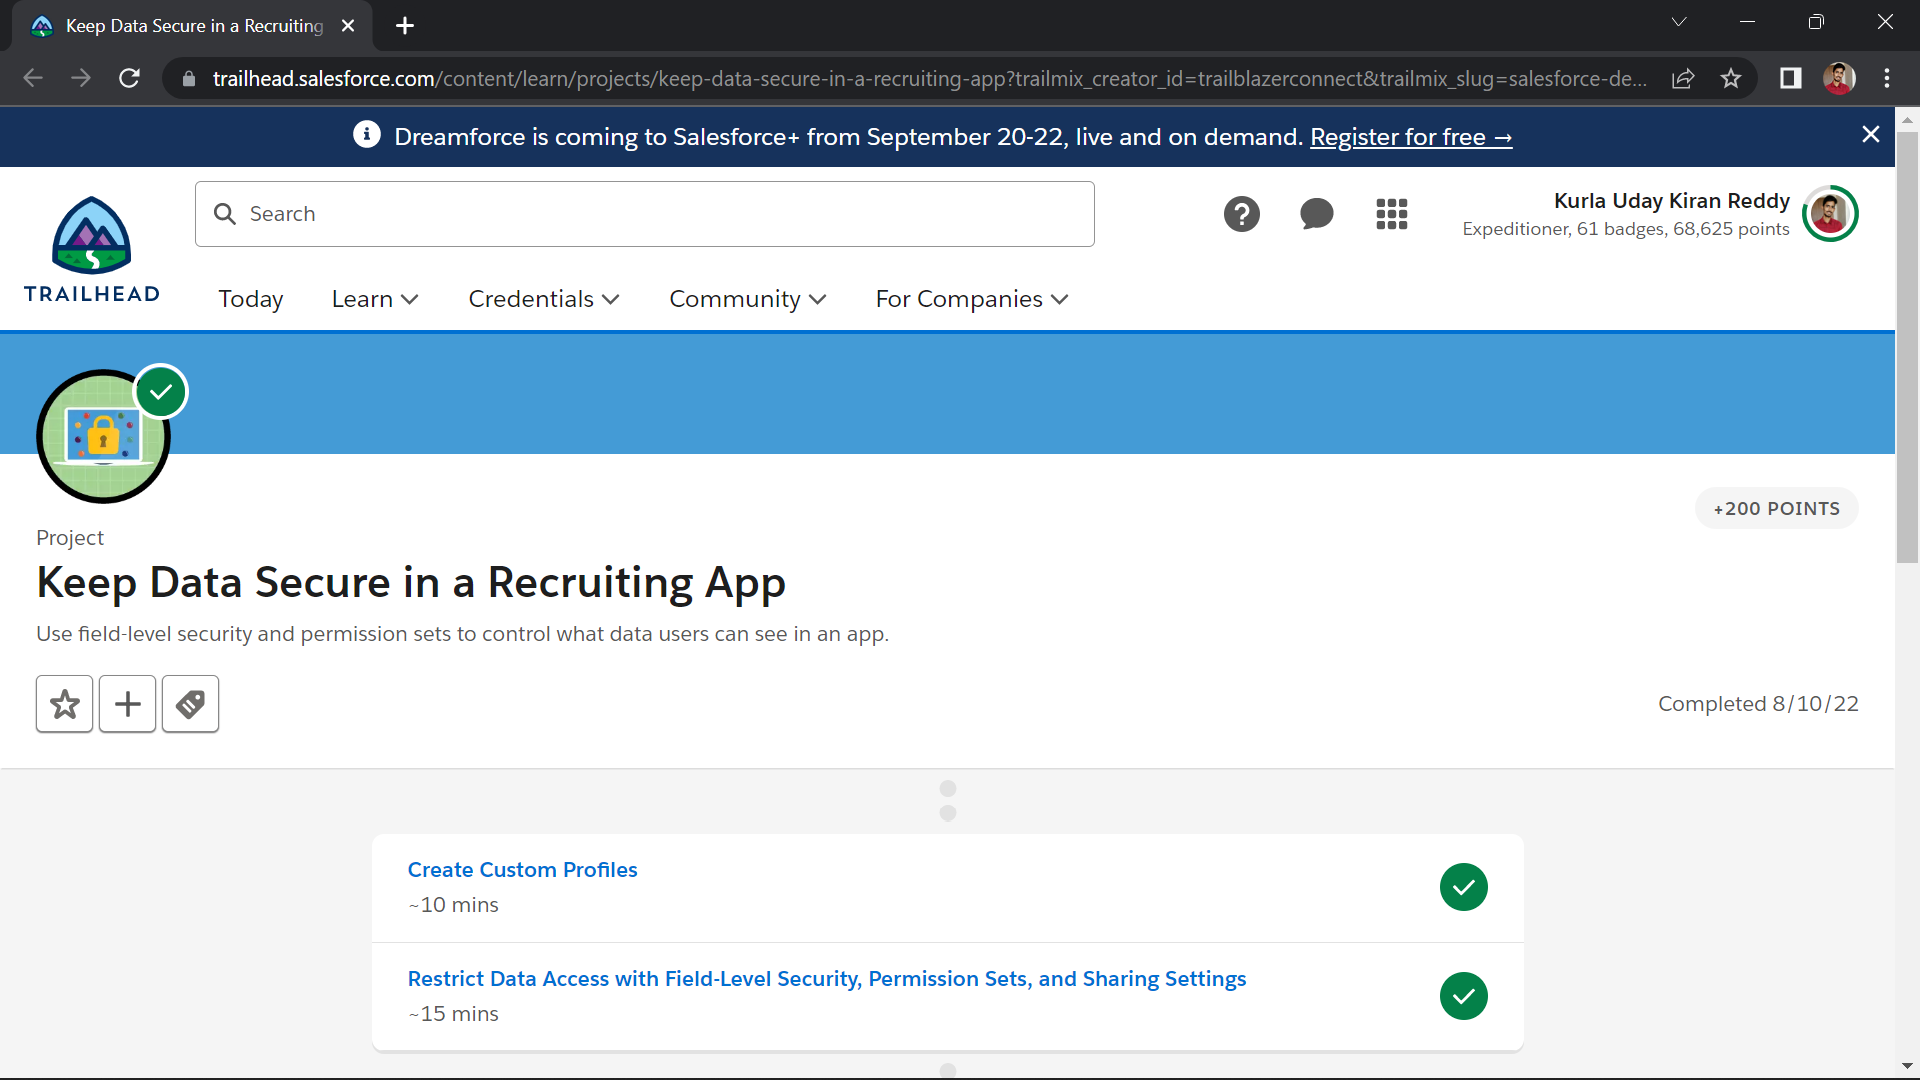 Keep Data Secure in a Recruiting
trailhead.salesforce.com/content/learn/projects/keep-data-secure-in-a-recruiting-app?trailmix_creator_id=trailblazerconnect&trailmix_slug=salesforce-de...
Dreamforce is coming to Salesforce+ from September 20-22, live and on demand. Register for free →
Search
Kurla Uday Kiran Reddy
Expeditioner, 61 badges, 68,625 points
TRAILHEAD
Today Learn Credentials Community For Companies
+200 POINTS
Project
Keep Data Secure in a Recruiting App
Use field-level security and permission sets to control what data users can see in an app.
Completed 8/10/22
Create Custom Profiles
~10 mins
Restrict Data Access with Field-Level Security, Permission Sets, and Sharing Settings
~15 mins